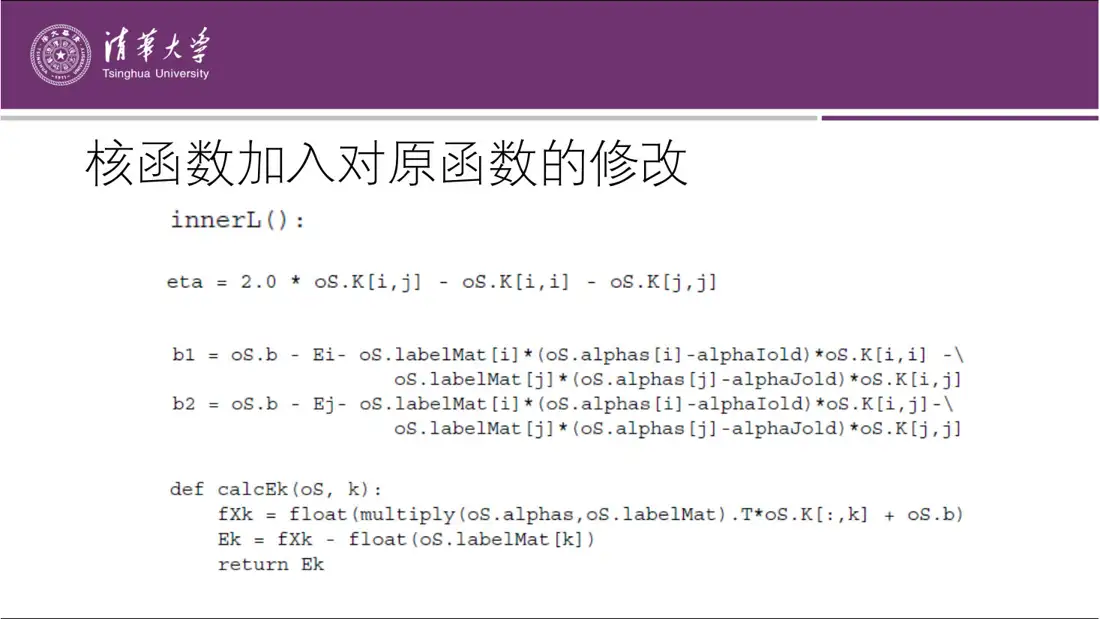 清華大学
Tsinghua University
核函数加入对原函数的修改
innerL():
eta = 2.0 * oS.K[i,j] - oS.K[i,i] - oS.K[j,j]
b1 = oS.b - Ei- oS.labelMat[i]*(oS.alphas[i]-alphaIold)*oS.K[i,i] -\
oS.labelMat[j]*(oS.alphas[j]-alphaJold)*oS.K[i,j]
b2 = oS.b - Ej- oS.labelMat[i]*(oS.alphas[i]-alphaIold)*oS.K[i,j]-\
oS.labelMat[j]*(oS.alphas[j]-alphaJold)*oS.K[j,j]
def calcEk(oS, k):
fXk = float(multiply(oS.alphas,oS.labelMat).T*oS.K[:,k] + oS.b)
Ek = fXk - float(oS.labelMat[k])
return Ek